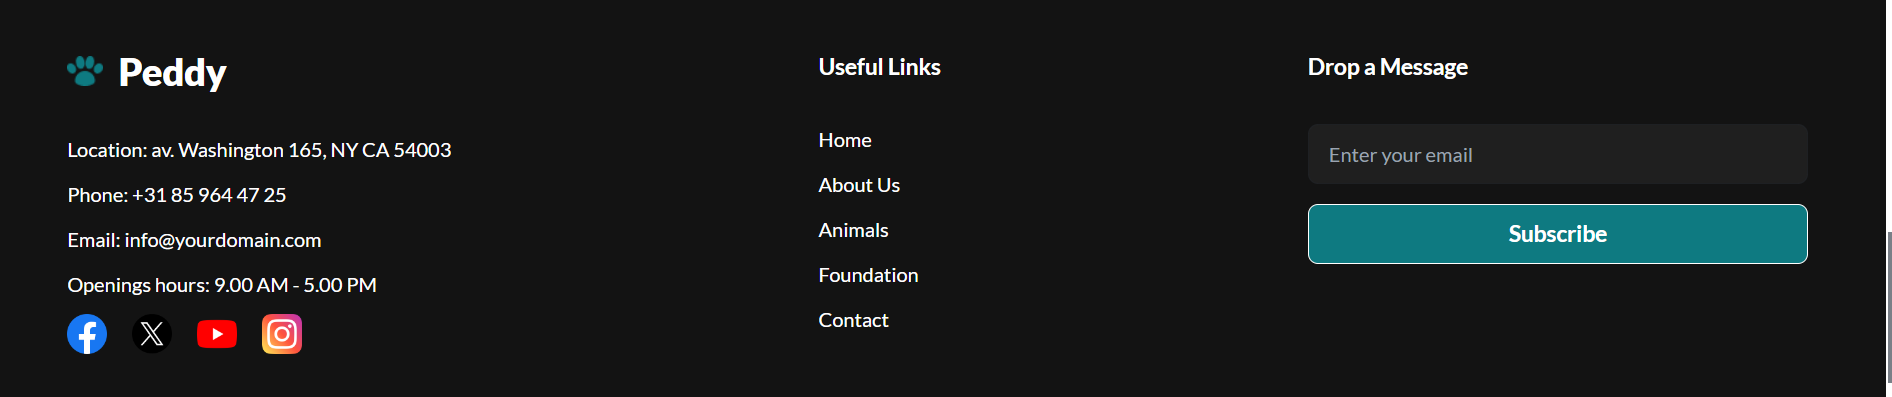 Peddy
Location: av. Washington 165, NY CA 54003
Phone: +31 85 964 47 25
Email: info@yourdomain.com
Openings hours: 9.00 AM - 5.00 PM
Useful Links
Home
About Us
Animals
Foundation
Contact
Drop a Message
Enter your email
Subscribe